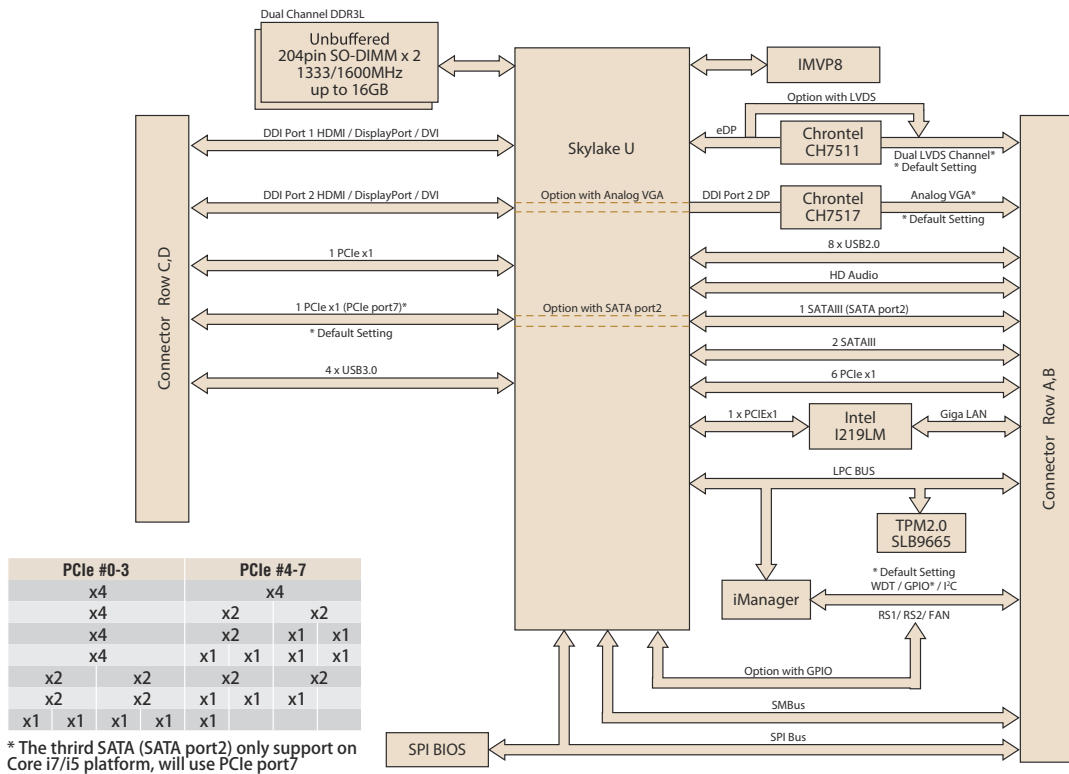 Dual Channel DDR3L
Unbuffered
204pin SO-DIMM x 2
1333/1600MHz
up to 16GB
IMVP8
Option with LVDS
eDP
Chrontel
CH7511
Dual LVDS Channel*
* Default Setting
DDI Port 1 HDMI / DisplayPort / DVI
Skylake U
DDI Port 2 HDMI / DisplayPort / DVI
Option with Analog VGA
DDI Port 2 DP
Chrontel
CH7517
Analog VGA*
* Default Setting
8 x USB2.0
1 PCIe x1
HD Audio
1 PCIe x1 (PCIe port7)*
* Default Setting
Option with SATA port2
1 SATAIII (SATA port2)
2 SATAIII
4 x USB3.0
6 PCIe x1
1 x PCIEx1
Intel
I219LM
Giga LAN
Connector Row C,D
Connector Row A,B
LPC BUS
TPM2.0
SLB9665
* Default Setting
WDT / GPIO* / I²C
iManager
RS1/ RS2/ FAN
Option with GPIO
SMBus
SPI Bus
SPI BIOS
PCIe #0-3 PCIe #4-7
x4 x4
x4 x2 x2
x4 x2 x1 x1
x4 x1 x1 x1 x1
x2 x2 x2 x2
x2 x2 x1 x1 x1
x1 x1 x1 x1 x1
* The thrird SATA (SATA port2) only support on
Core i7/i5 platform, will use PCIe port7